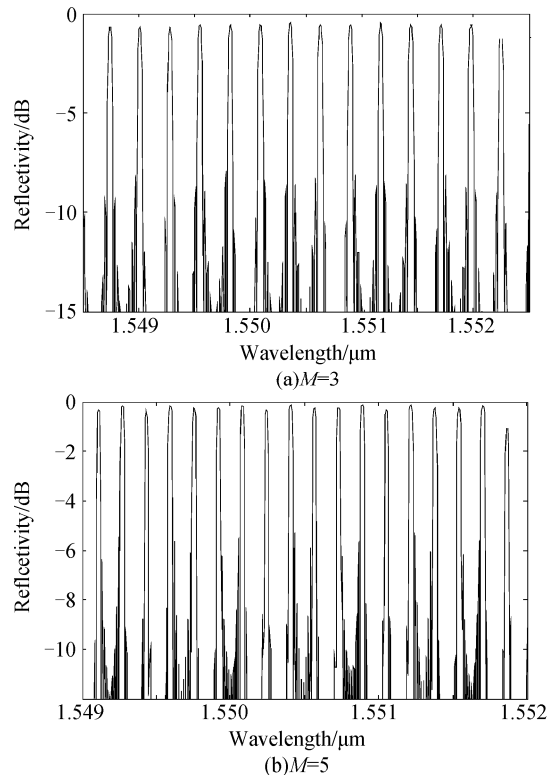 0
−5
−10
−15
Reflcetivity/dB
1.549 1.550 1.551 1.552
Wavelength/μm
(a)M=3
0
−2
−4
−6
−8
−10
Reflcetivity/dB
1.549 1.550 1.551 1.552
Wavelength/μm
(b)M=5